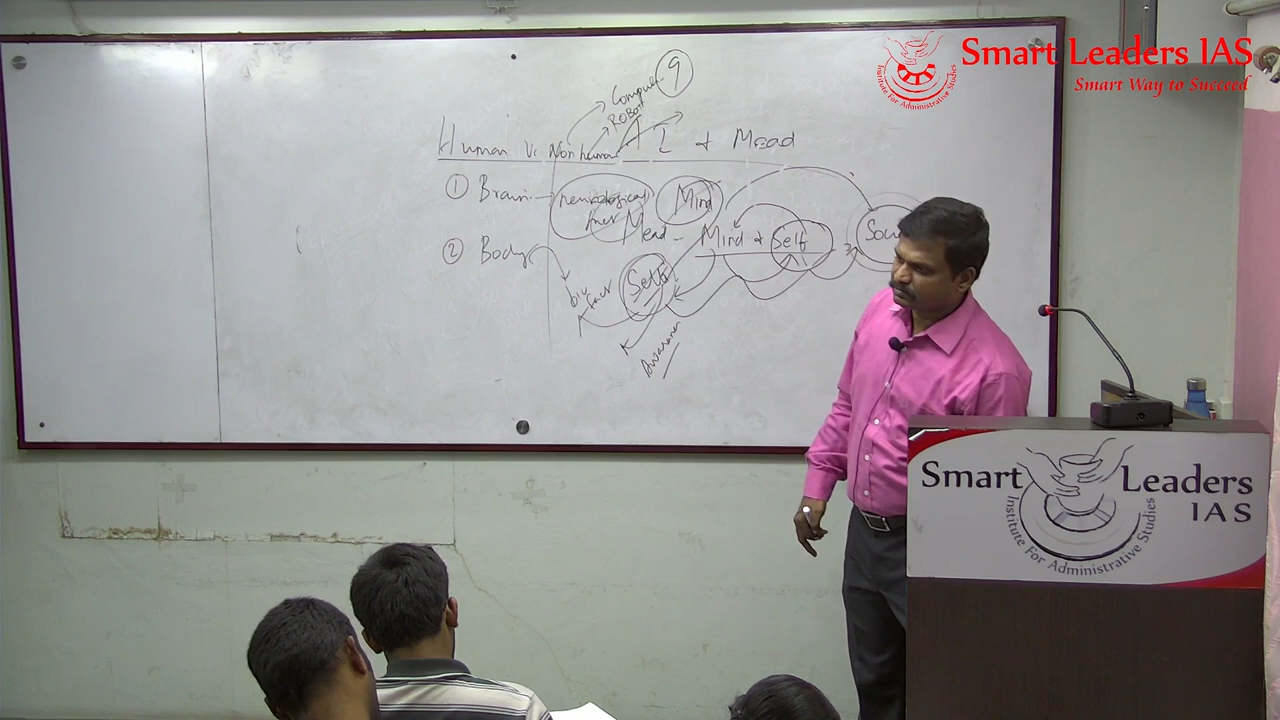 Smart Leaders IAS
Smart Way to Succeed
Institute For Administrative Studies
9
Computer
ROBOT
Human Vs Non human AI & Mead
① Brain neurological Mind
fact
Mead - Mind & Self
② Body
bio fact Self
Awareness
Smart Leaders
IAS
Institute For Administrative Studies